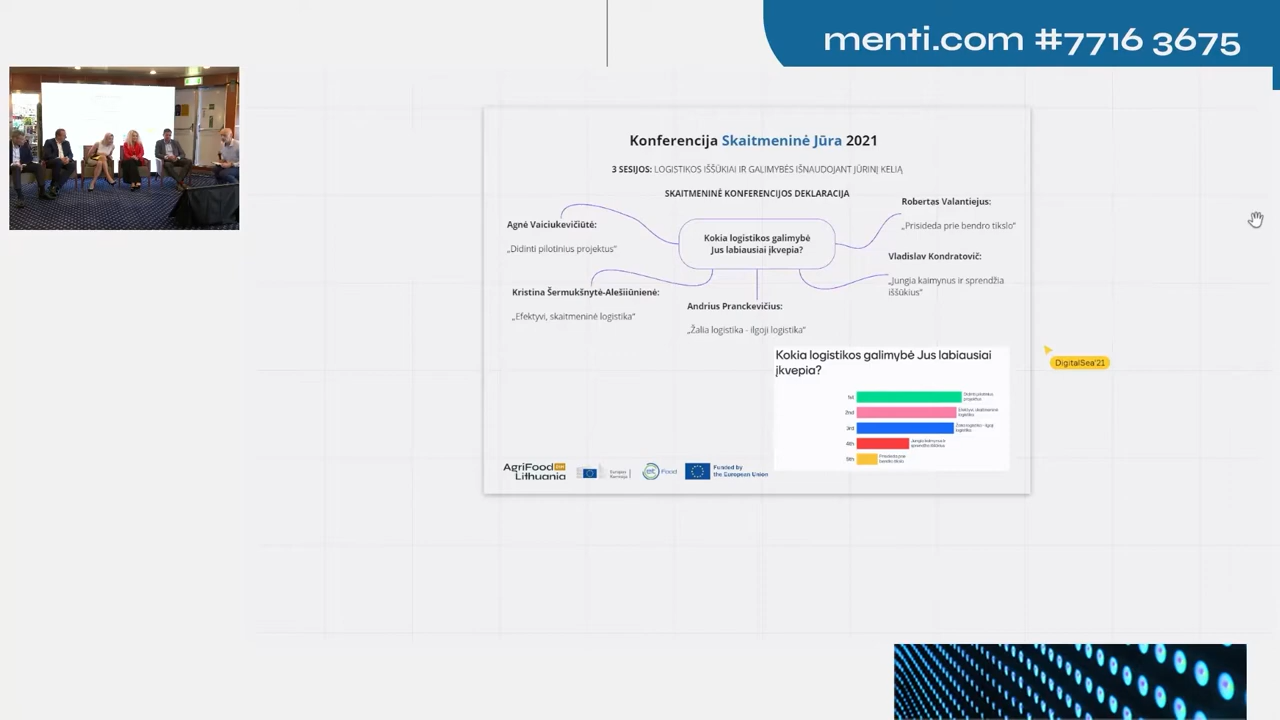 menti.com #7716 3675
Konferencija Skaitmeninė Jūra 2021
3 SESIJOS: LOGISTIKOS IŠŠŪKIAI IR GALIMYBĖS IŠNAUDOJANT JŪRINĮ KELIĄ
SKAITMENINĖ KONFERENCIJOS DEKLARACIJA
Agnė Vaiciukevičiūtė:
„Didinti pilotinius projektus“
Kokia logistikos galimybė
Jus labiausiai įkvepia?
Robertas Valantiejus:
„Prisideda prie bendro tikslo“
Vladislav Kondratovič:
„Jungia kaimynus ir sprendžia
iššūkius“
Kristina Šermukšnytė-Alešiūnienė:
„Efektyvi, skaitmeninė logistika“
Andrius Pranckevičius:
„Žalia logistika - ilgoji logistika“
Kokia logistikos galimybė Jus labiausiai
įkvepia?
1st
2nd
3rd
4th
5th
DigitalSea'21
AgriFood
Lithuania
European
Food
Funded by
the European Union